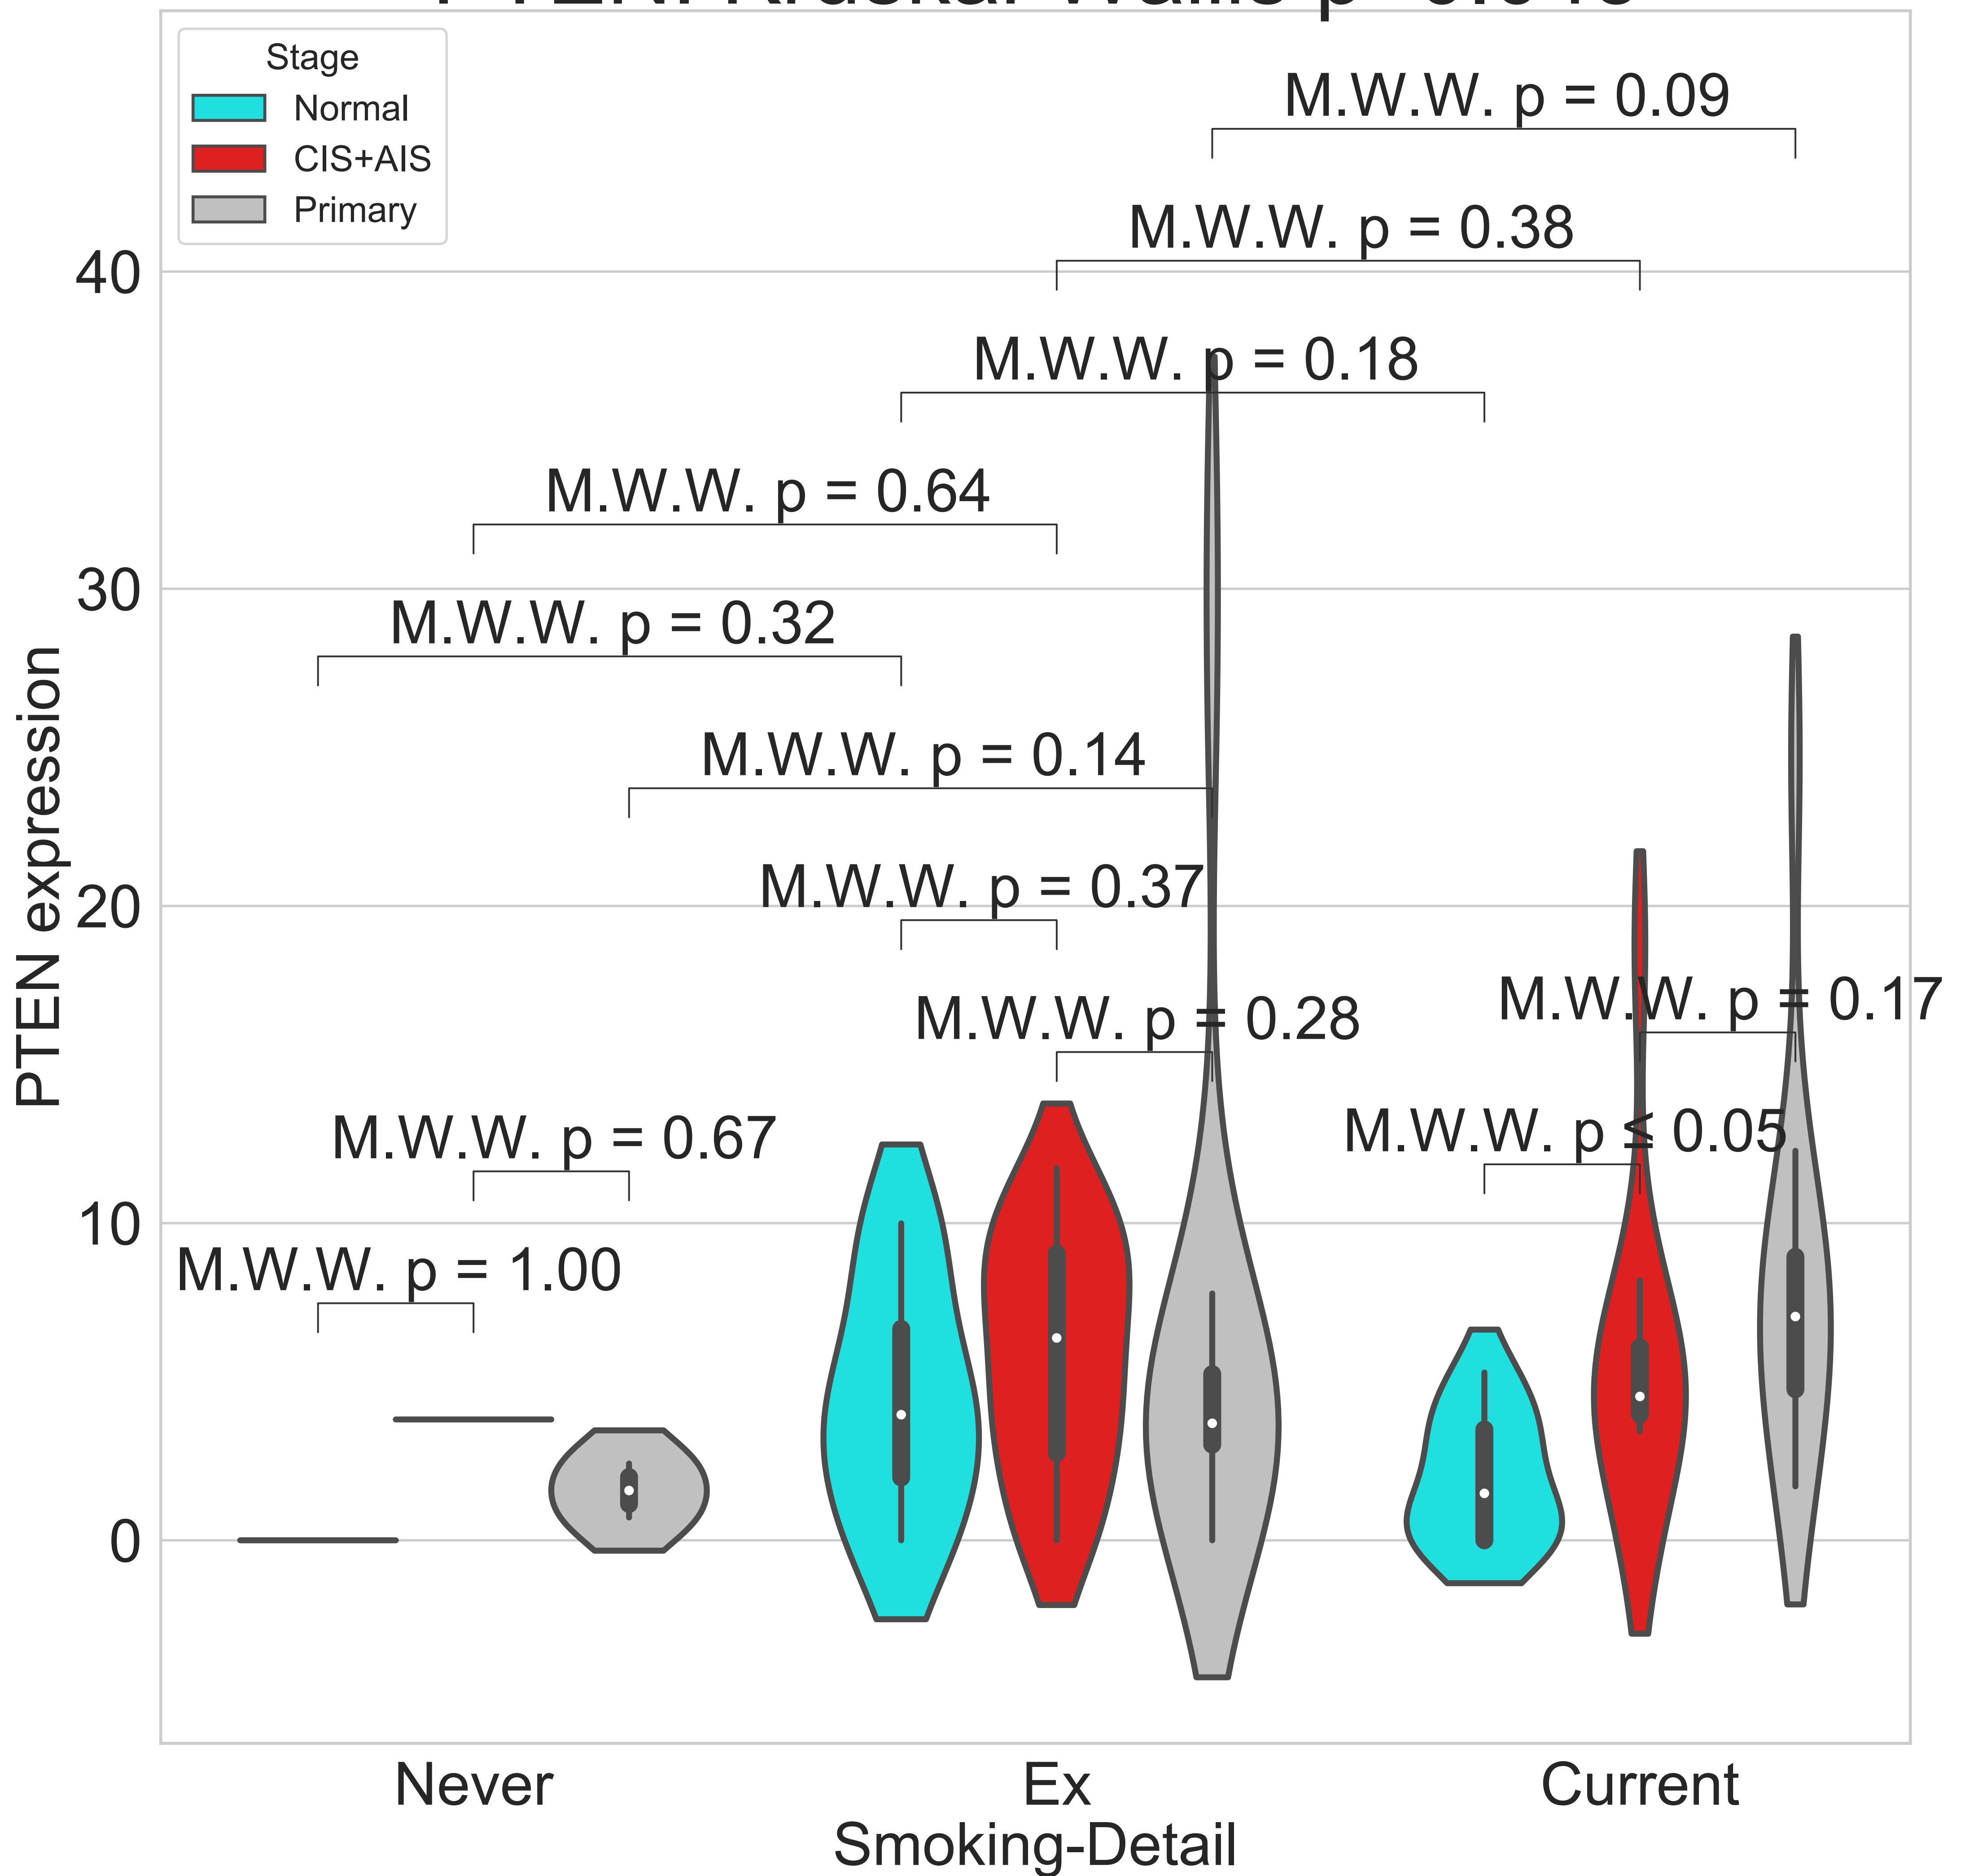 Stage
Normal
CIS+AIS
Primary
M.W.W. p = 0.09
M.W.W. p = 0.38
M.W.W. p = 0.18
M.W.W. p = 0.64
M.W.W. p = 0.32
M.W.W. p = 0.14
M.W.W. p = 0.37
M.W.W. p = 0.28
M.W.W. p = 0.17
M.W.W. p ≤ 0.05
M.W.W. p = 0.67
M.W.W. p = 1.00
40
30
20
10
0
PTEN expression
Never
Ex
Current
Smoking-Detail